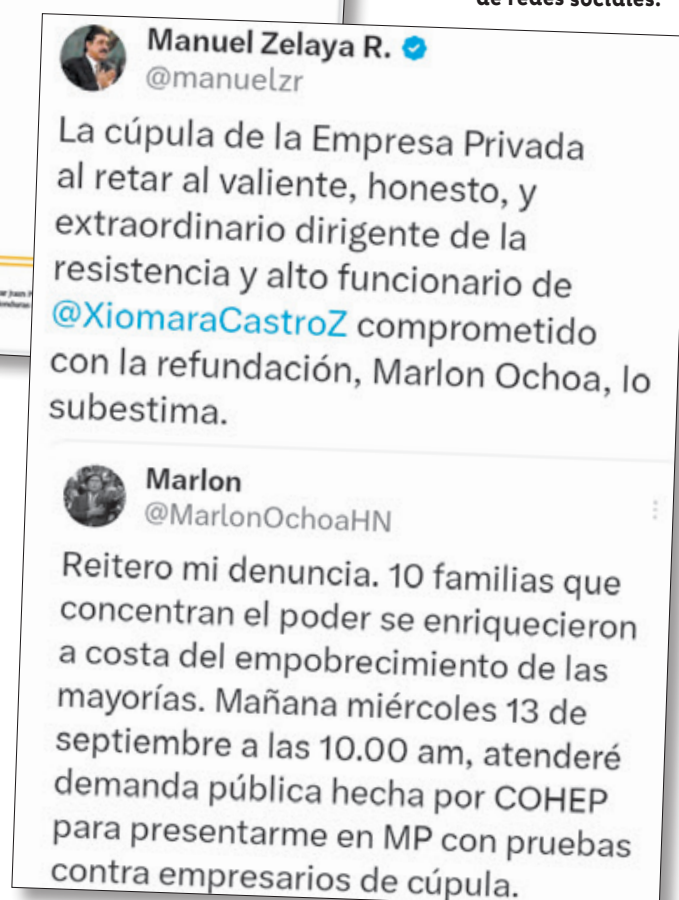 de redes sociales.
Manuel Zelaya R.
@manuelzr
La cúpula de la Empresa Privada
al retar al valiente, honesto, y
extraordinario dirigente de la
resistencia y alto funcionario de
@XiomaraCastroZ comprometido
con la refundación, Marlon Ochoa, lo
subestima.
Marlon
@MarlonOchoaHN
Reitero mi denuncia. 10 familias que
concentran el poder se enriquecieron
a costa del empobrecimiento de las
mayorías. Mañana miércoles 13 de
septiembre a las 10.00 am, atenderé
demanda pública hecha por COHEP
para presentarme en MP con pruebas
contra empresarios de cúpula.